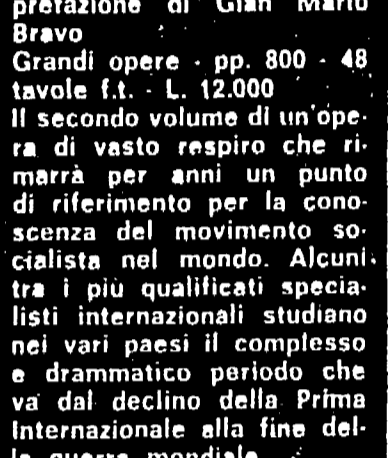 prefazione di Gian Mario
Bravo
Grandi opere - pp. 800 - 48
tavole f.t. - L. 12.000
Il secondo volume di un'ope-
ra di vasto respiro che ri-
marrà per anni un punto
di riferimento per la cono-
scenza del movimento so-
cialista nel mondo. Alcuni
tra i più qualificati specia-
listi internazionali studiano
nei vari paesi il complesso
e drammatico periodo che
va dal declino della Prima
Internazionale alla fine del-
la guerra mondiale